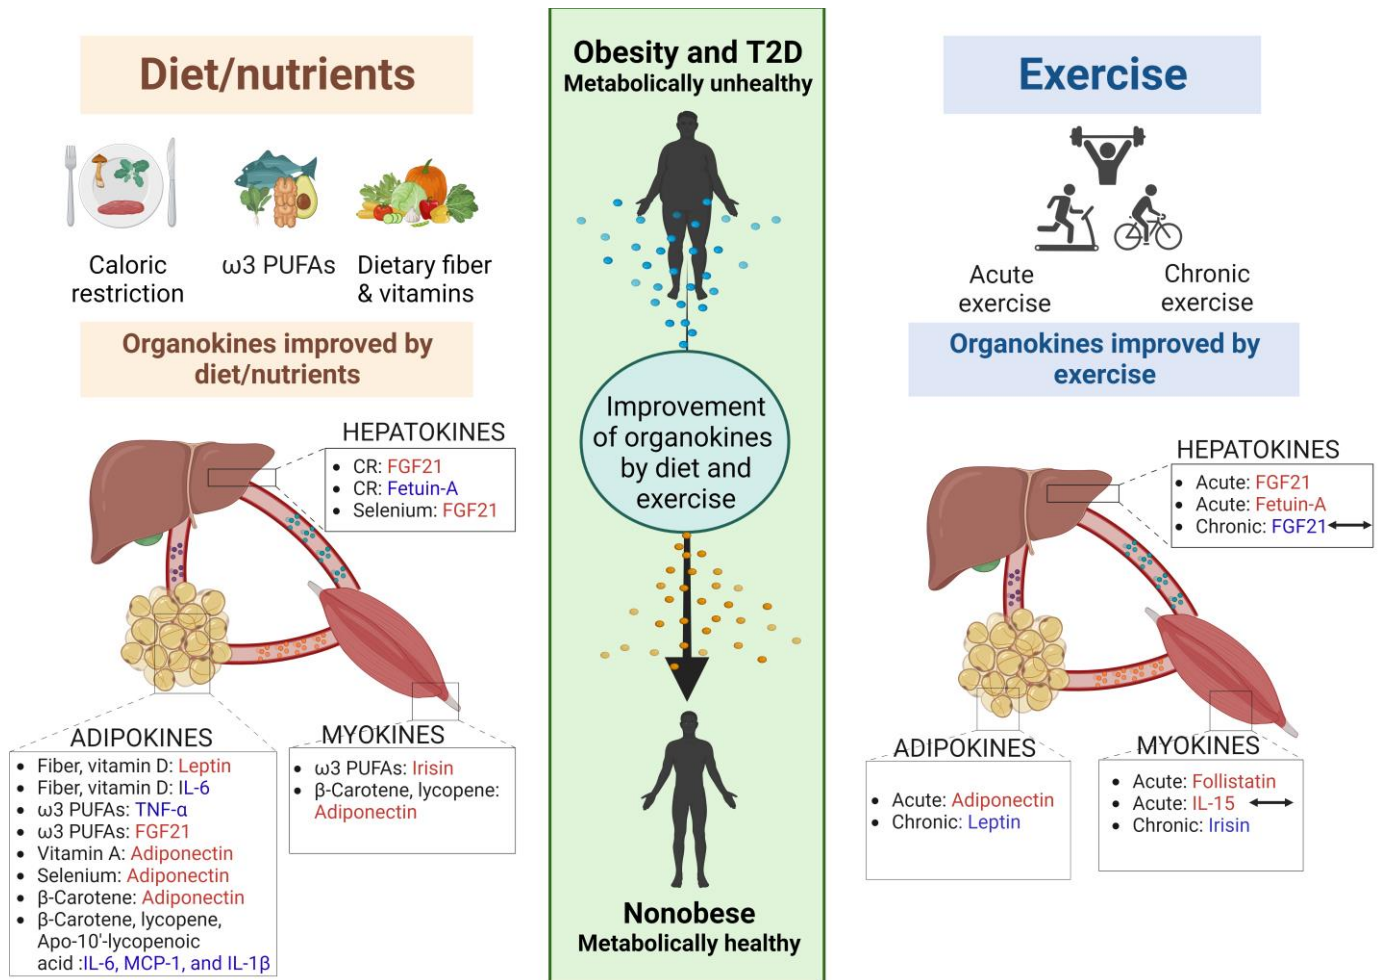 Diet/nutrients
Caloric
restriction
ω3 PUFAs
Dietary fiber
& vitamins
Organokines improved by
diet/nutrients
HEPATOKINES
• CR: FGF21
• CR: Fetuin-A
• Selenium: FGF21
ADIPOKINES
• Fiber, vitamin D: Leptin
• Fiber, vitamin D: IL-6
• ω3 PUFAs: TNF-α
• ω3 PUFAs: FGF21
• Vitamin A: Adiponectin
• Selenium: Adiponectin
• β-Carotene: Adiponectin
• β-Carotene, lycopene,
Apo-10'-lycopenoic
acid :IL-6, MCP-1, and IL-1β
MYOKINES
• ω3 PUFAs: Irisin
• β-Carotene, lycopene:
Adiponectin
Obesity and T2D
Metabolically unhealthy
Improvement
of organokines
by diet and
exercise
Nonobese
Metabolically healthy
Exercise
Acute
exercise
Chronic
exercise
Organokines improved by
exercise
HEPATOKINES
• Acute: FGF21
• Acute: Fetuin-A
• Chronic: FGF21
ADIPOKINES
• Acute: Adiponectin
• Chronic: Leptin
MYOKINES
• Acute: Follistatin
• Acute: IL-15
• Chronic: Irisin